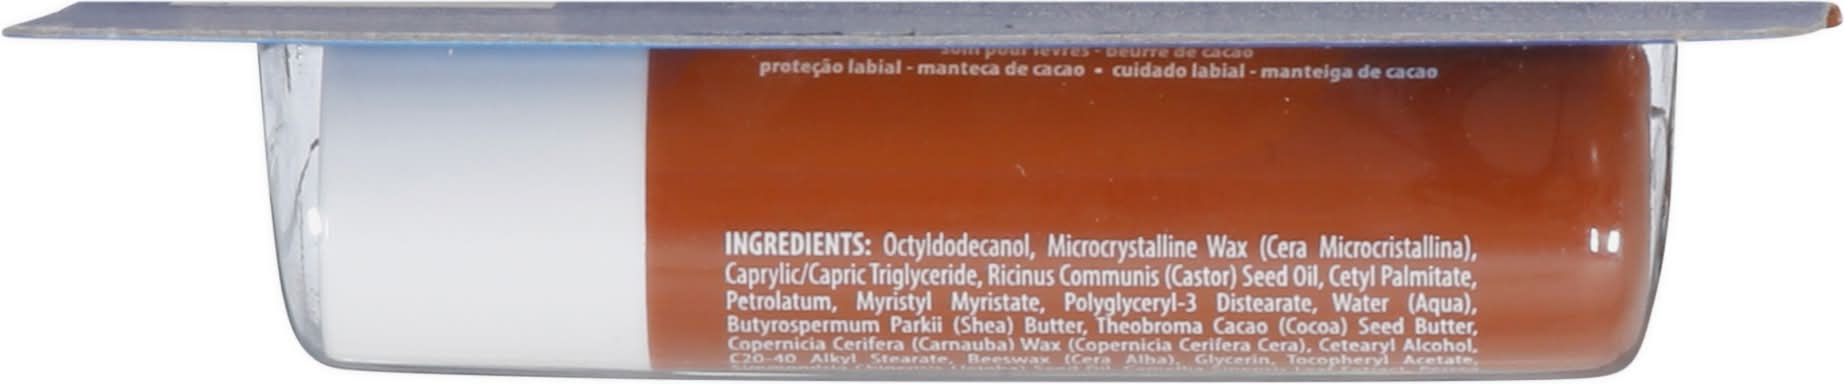 soin pour lèvres - beurre de cacao
proteção labial - manteca de cacao • cuidado labial - manteiga de cacao
INGREDIENTS: Octyldodecanol, Microcrystalline Wax (Cera Microcristallina),
Caprylic/Capric Triglyceride, Ricinus Communis (Castor) Seed Oil, Cetyl Palmitate,
Petrolatum, Myristyl Myristate, Polyglyceryl-3 Distearate, Water (Aqua),
Butyrospermum Parkii (Shea) Butter, Theobroma Cacao (Cocoa) Seed Butter,
Copernicia Cerifera (Carnauba) Wax (Copernicia Cerifera Cera), Cetearyl Alcohol,
C20-40 Alkyl Stearate, Beeswax (Cera Alba), Glycerin, Tocopheryl Acetate,